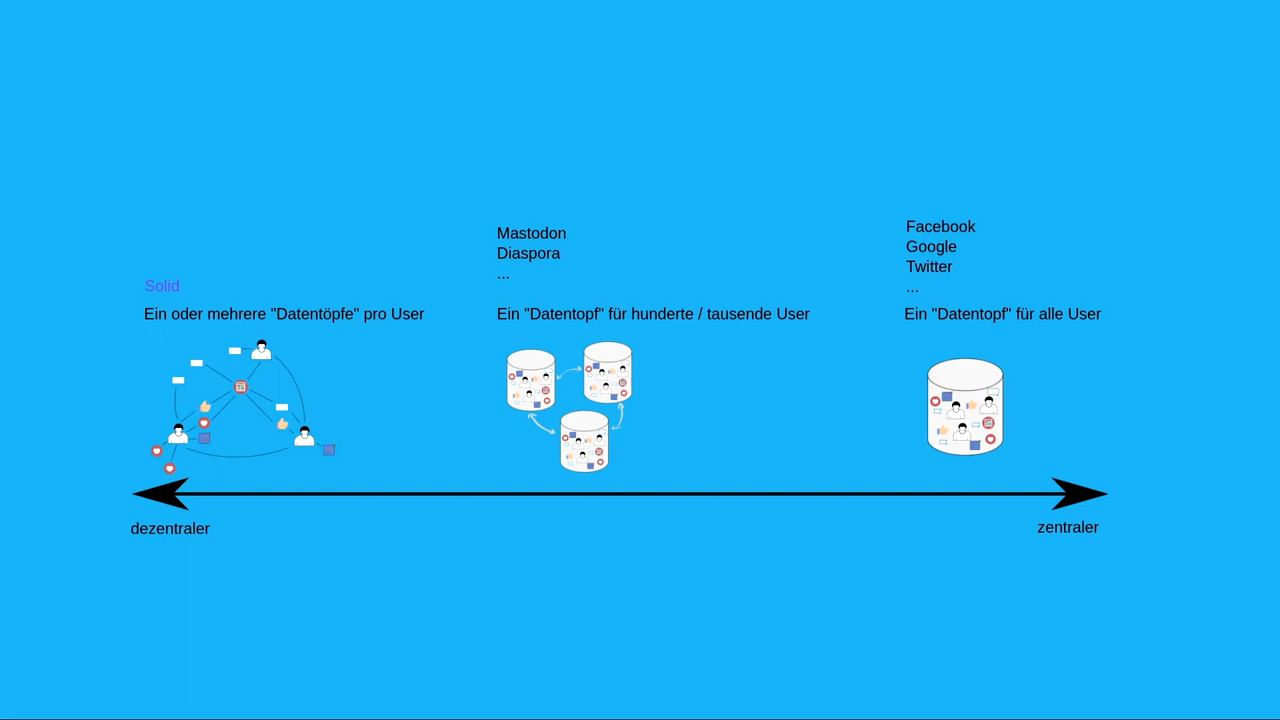 Solid
Ein oder mehrere "Datentöpfe" pro User
Mastodon
Diaspora
...
Ein "Datentopf" für hunderte / tausende User
Facebook
Google
Twitter
...
Ein "Datentopf" für alle User
dezentraler
zentraler